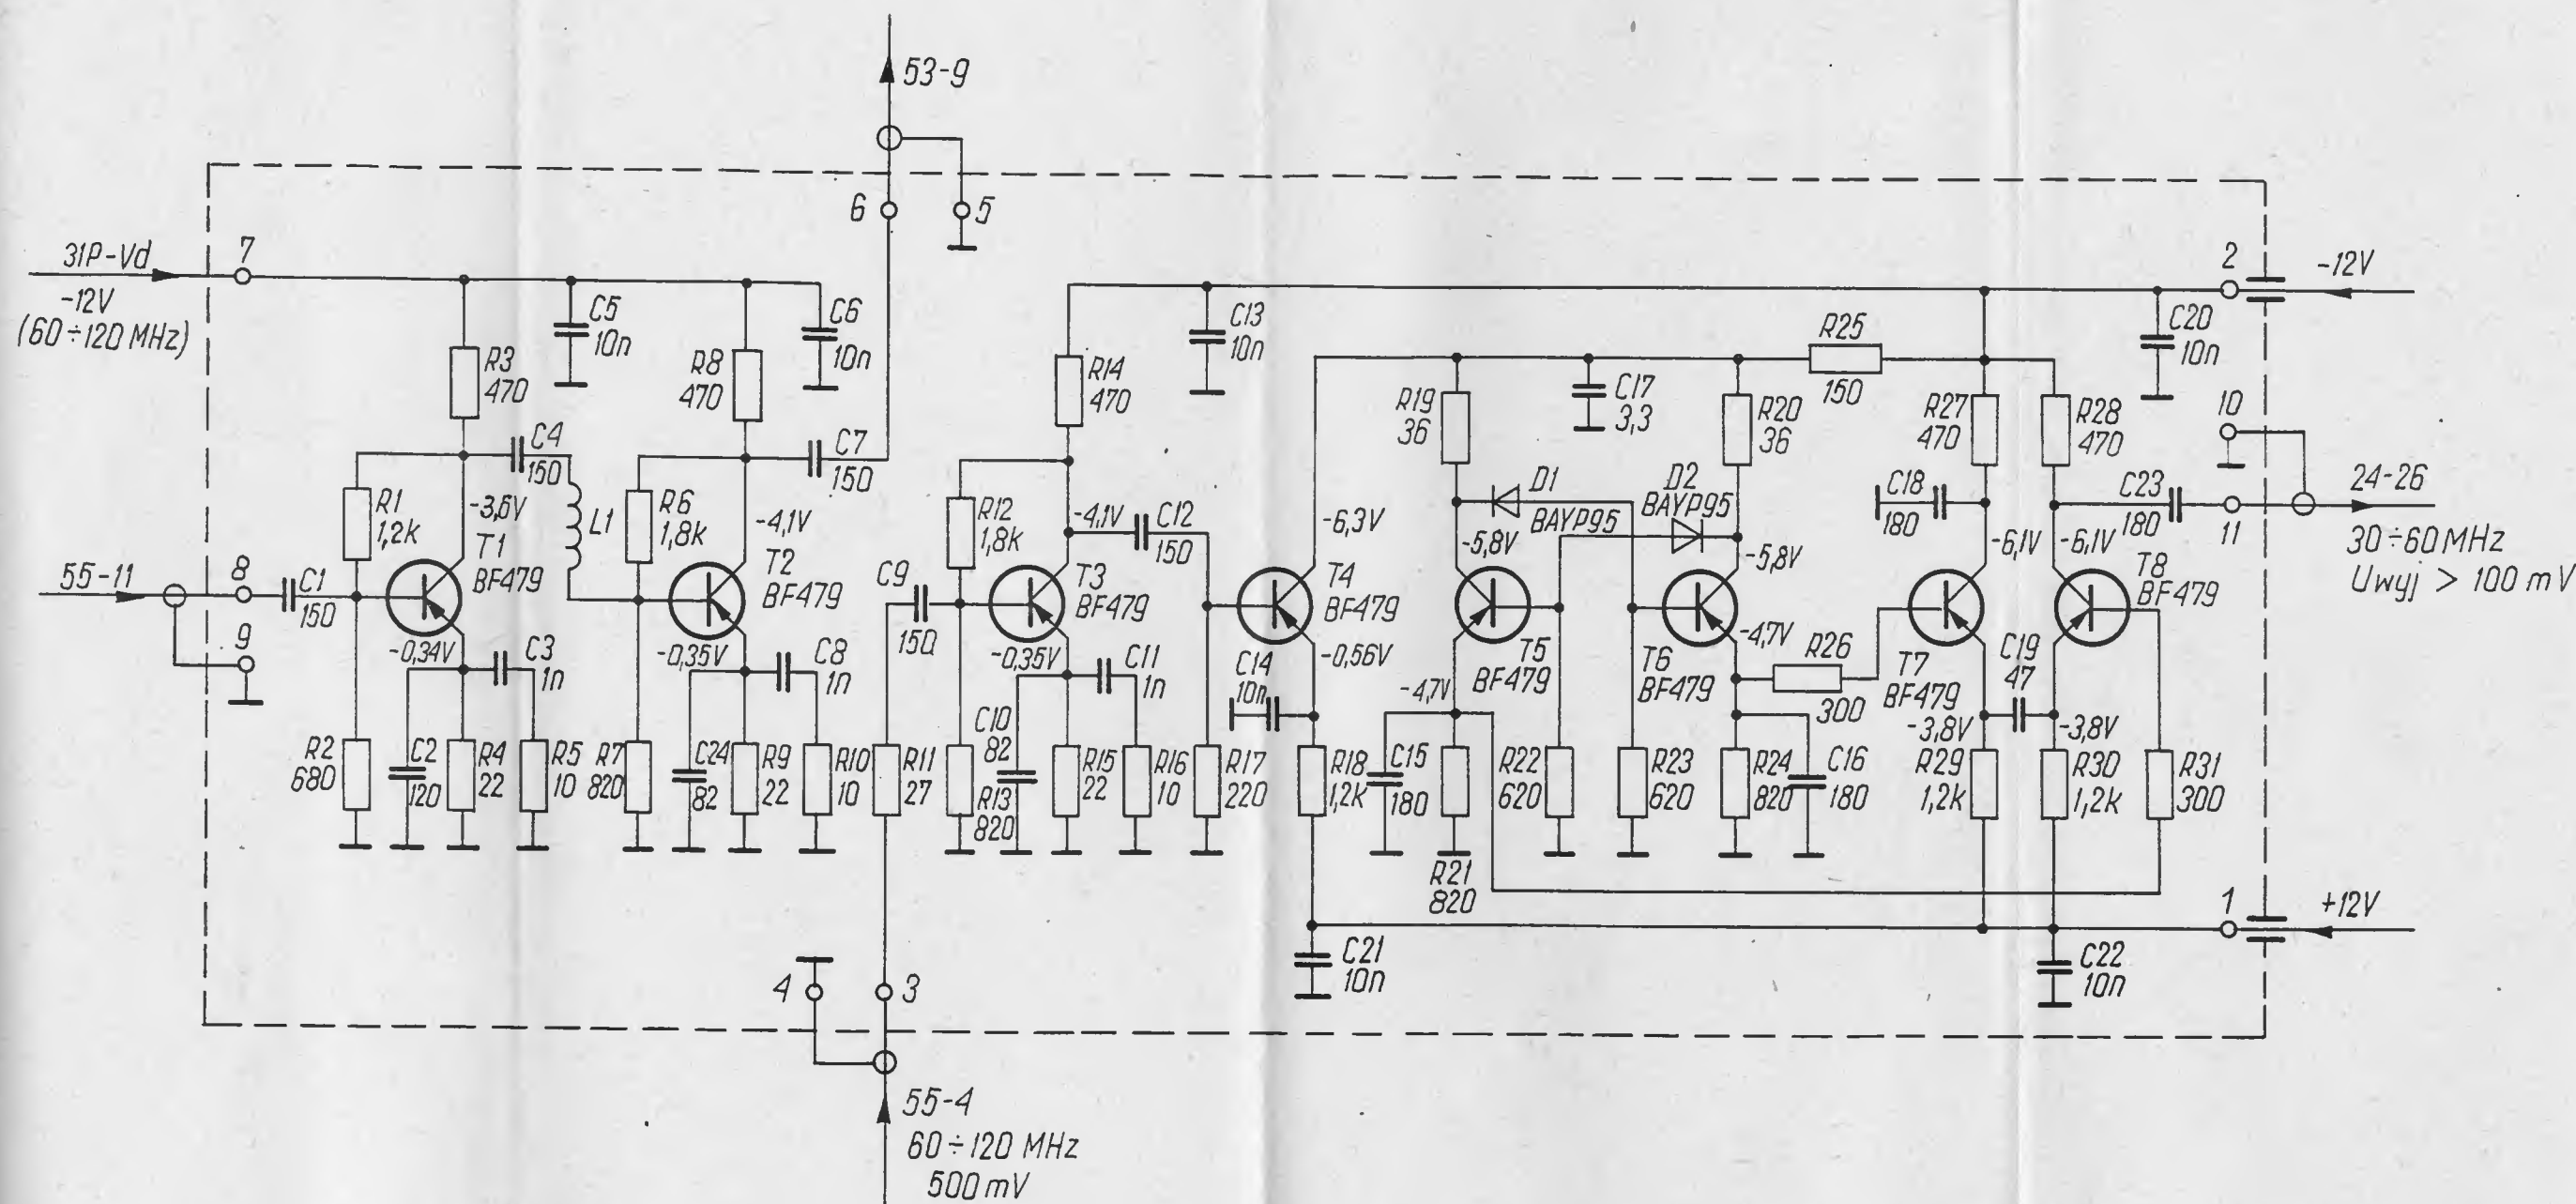 53-9
6
5
31P-Vd
-12V
(60÷120 MHz)
7
C5
10n
C6
10n
R3
470
R8
470
C4
150
C7
150
R1
1,2k
-3,6V
T1
BF479
L1
R6
1,8k
-4,1V
T2
BF479
55-11
8
9
C1
150
-0,34V
C3
1n
-0,35V
C8
1n
R2
680
C2
120
R4
22
R5
10
R7
820
C24
82
R9
22
R10
10
R11
27
C9
150
R14
470
C13
10n
R12
1,8k
-4,1V
C12
150
T3
BF479
-0,35V
C11
1n
C10
82
R13
820
R15
22
R16
10
R17
220
4
3
55-4
60÷120 MHz
500 mV
-6,3V
T4
BF479
-0,56V
C14
10n
R18
1,2k
R19
36
C17
3,3
R20
36
R25
150
D1
BAYP95
D2
BAYP95
-5,8V
-5,8V
T5
BF479
T6
BF479
-4,7V
-4,7V
R26
300
C15
180
R21
820
R22
620
R23
620
R24
820
C16
180
R27
470
R28
470
C18
180
-6,1V
-6,1V
C23
180
T7
BF479
T8
BF479
C19
47
-3,8V
-3,8V
R29
1,2k
R30
1,2k
R31
300
C20
10n
2
-12V
10
11
24-26
30÷60 MHz
Uwyj > 100 mV
1
+12V
C21
10n
C22
10n